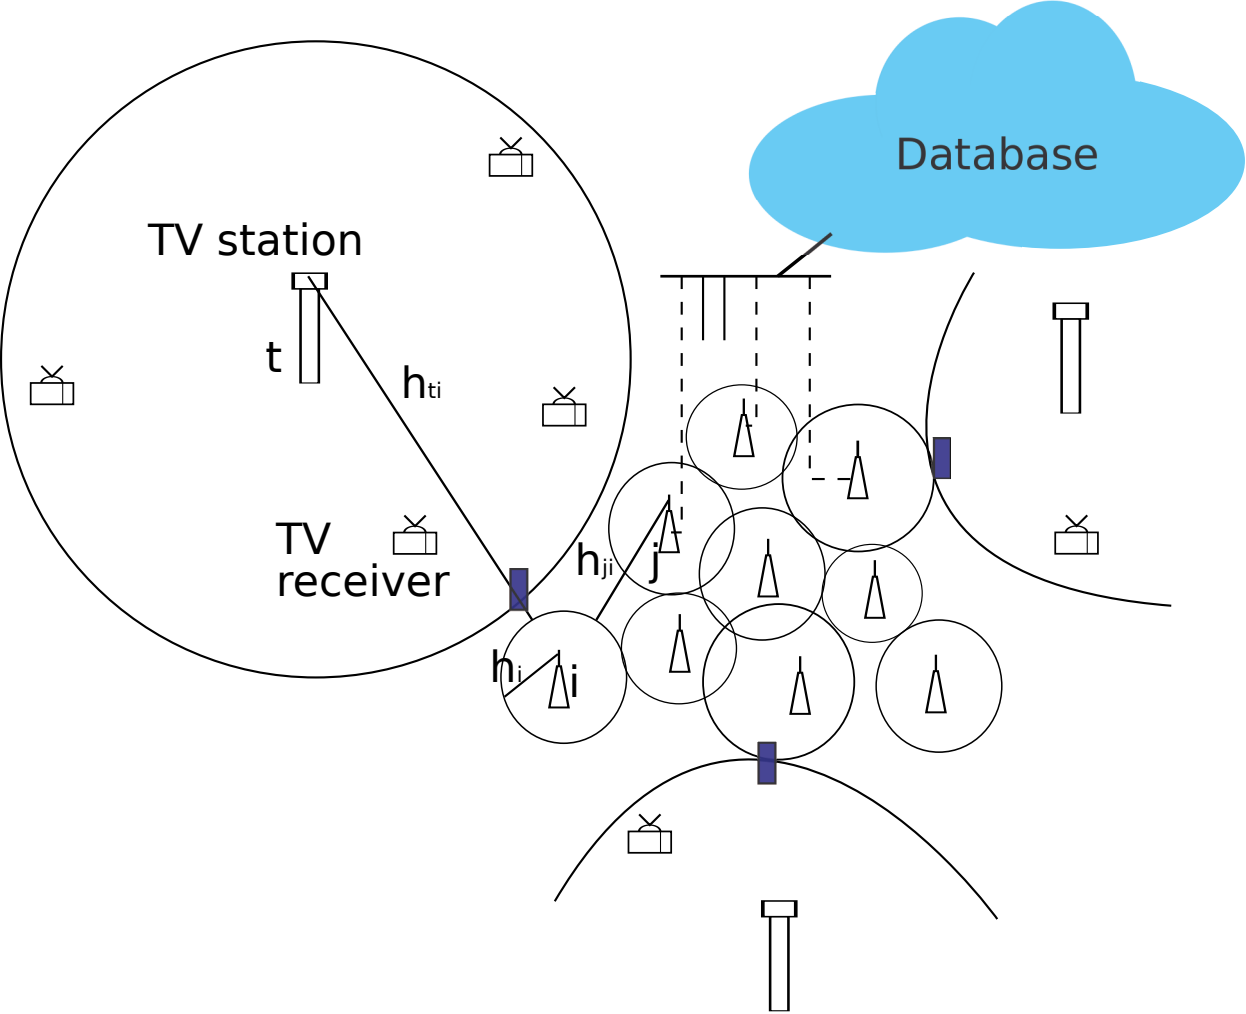 Database
TV station
t
hti
TV
receiver
hji
j
hi
i